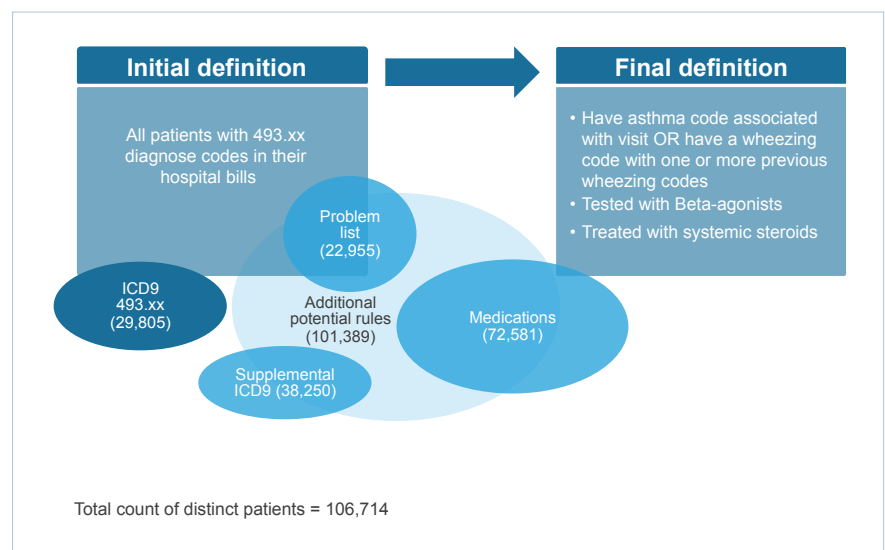 Initial definition
All patients with 493.xx
diagnose codes in their
hospital bills
Final definition
• Have asthma code associated
with visit OR have a wheezing
code with one or more previous
wheezing codes
• Tested with Beta-agonists
• Treated with systemic steroids
Problem
list
(22,955)
ICD9
493.xx
(29,805)
Additional
potential rules
(101,389)
Medications
(72,581)
Supplemental
ICD9 (38,250)
Total count of distinct patients = 106,714